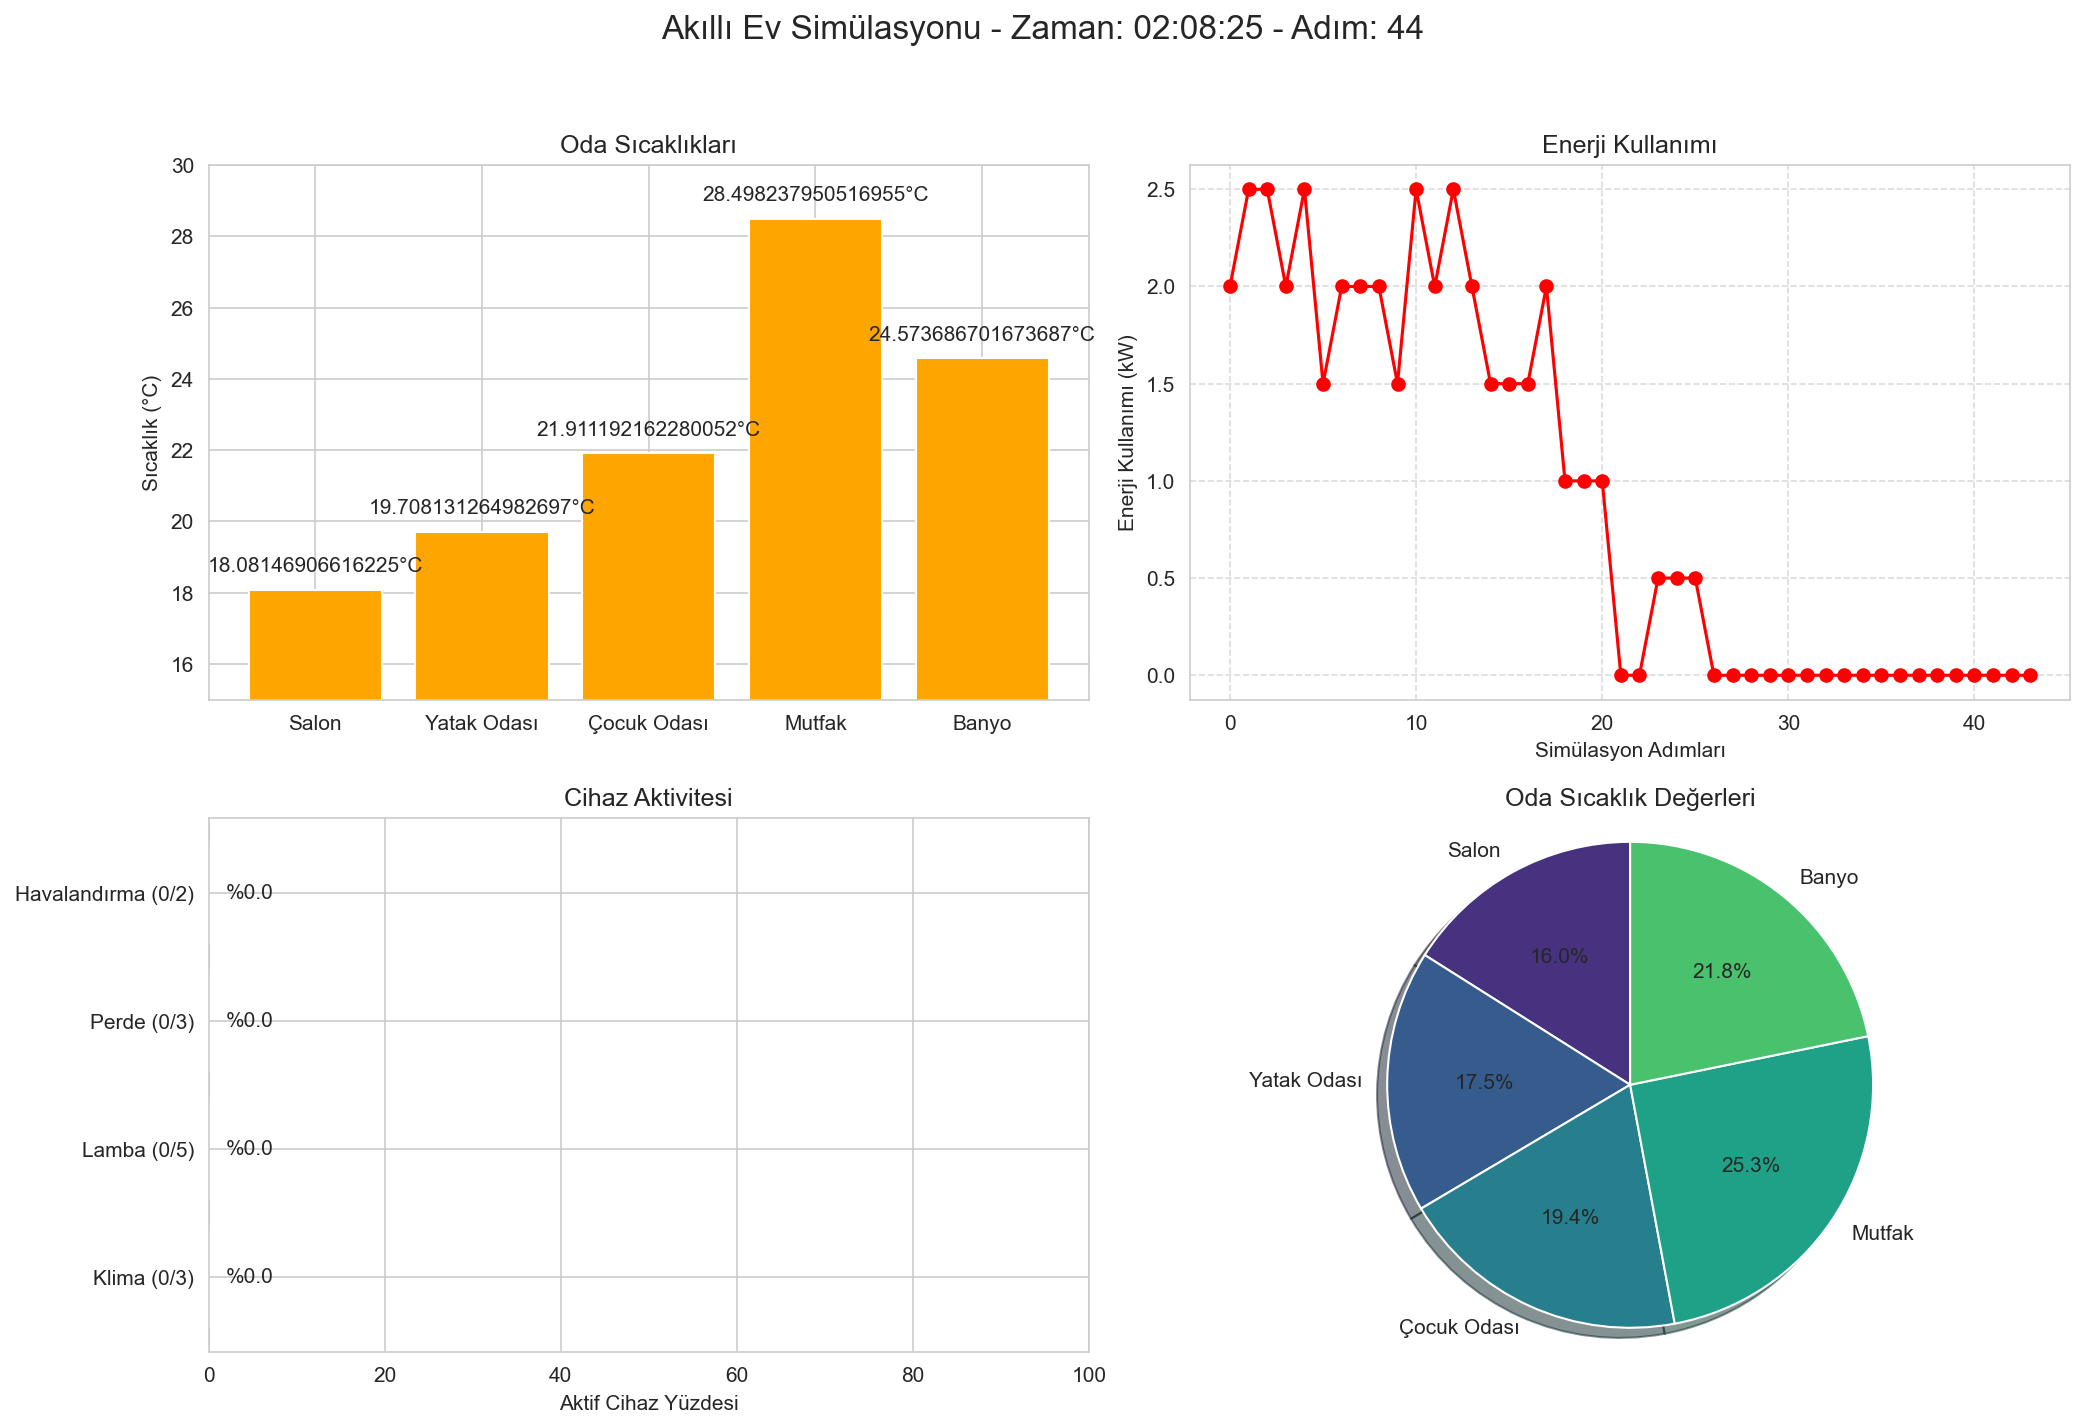 Akıllı Ev Simülasyonu - Zaman: 02:08:25 - Adım: 44
Oda Sıcaklıkları
Sıcaklık (°C)
30
28
26
24
22
20
18
16
18.08146906616225°C
19.708131264982697°C
21.911192162280052°C
28.498237950516955°C
24.573686701673687°C
Salon
Yatak Odası
Çocuk Odası
Mutfak
Banyo
Enerji Kullanımı
Enerji Kullanımı (kW)
2.5
2.0
1.5
1.0
0.5
0.0
0
10
20
30
40
Simülasyon Adımları
Cihaz Aktivitesi
Havalandırma (0/2)
%0.0
Perde (0/3)
%0.0
Lamba (0/5)
%0.0
Klima (0/3)
%0.0
0
20
40
60
80
100
Aktif Cihaz Yüzdesi
Oda Sıcaklık Değerleri
Salon
16.0%
Yatak Odası
17.5%
Çocuk Odası
19.4%
Mutfak
25.3%
Banyo
21.8%